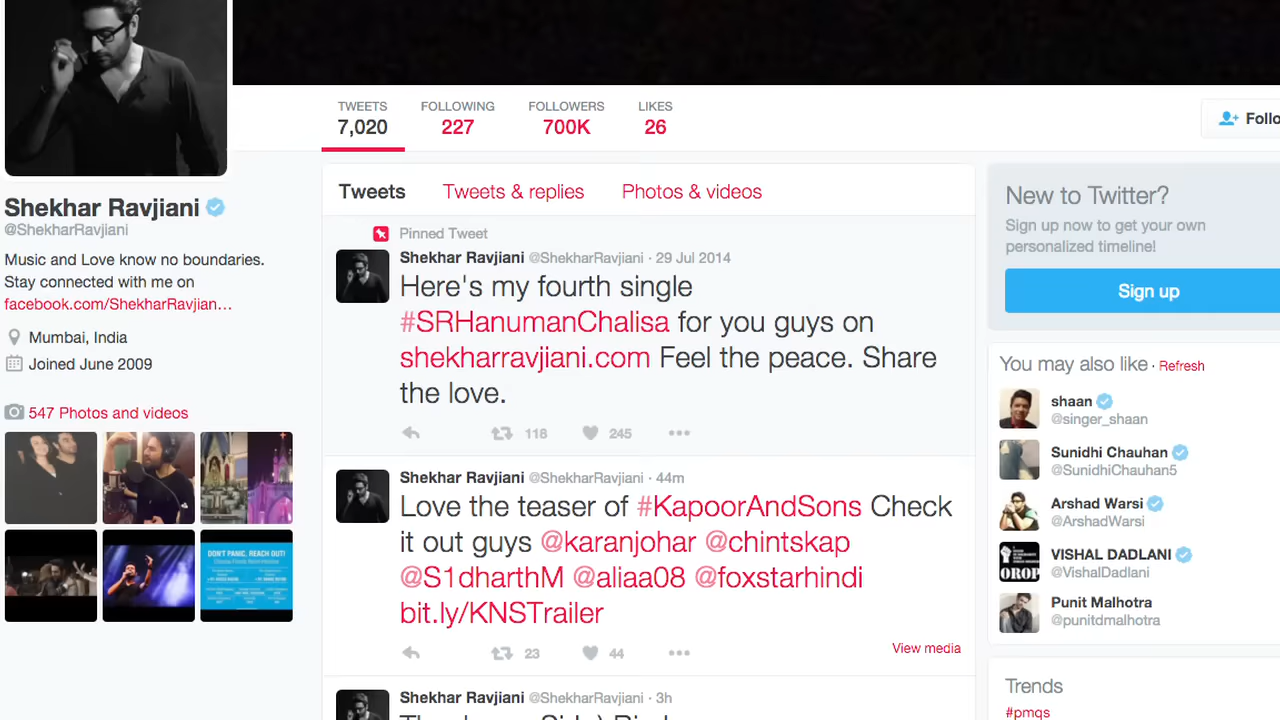 TWEETS
7,020
FOLLOWING
227
FOLLOWERS
700K
LIKES
26
Follo
Shekhar Ravjiani
@ShekharRavjiani
Music and Love know no boundaries.
Stay connected with me on
facebook.com/ShekharRavjian…
Mumbai, India
Joined June 2009
547 Photos and videos
DON'T PANIC, REACH OUT!
Tweets Tweets & replies Photos & videos
Pinned Tweet
Shekhar Ravjiani @ShekharRavjiani · 29 Jul 2014
Here's my fourth single
#SRHanumanChalisa for you guys on
shekharravjiani.com Feel the peace. Share
the love.
118 245
Shekhar Ravjiani @ShekharRavjiani · 44m
Love the teaser of #KapoorAndSons Check
it out guys @karanjohar @chintskap
@S1dharthM @aliaa08 @foxstarhindi
bit.ly/KNSTrailer
23 44 View media
Shekhar Ravjiani @ShekharRavjiani · 3h
New to Twitter?
Sign up now to get your own
personalized timeline!
Sign up
You may also like · Refresh
shaan
@singer_shaan
Sunidhi Chauhan
@SunidhiChauhan5
Arshad Warsi
@ArshadWarsi
VISHAL DADLANI
@VishalDadlani
OROP
Punit Malhotra
@punitdmalhotra
Trends
#pmqs